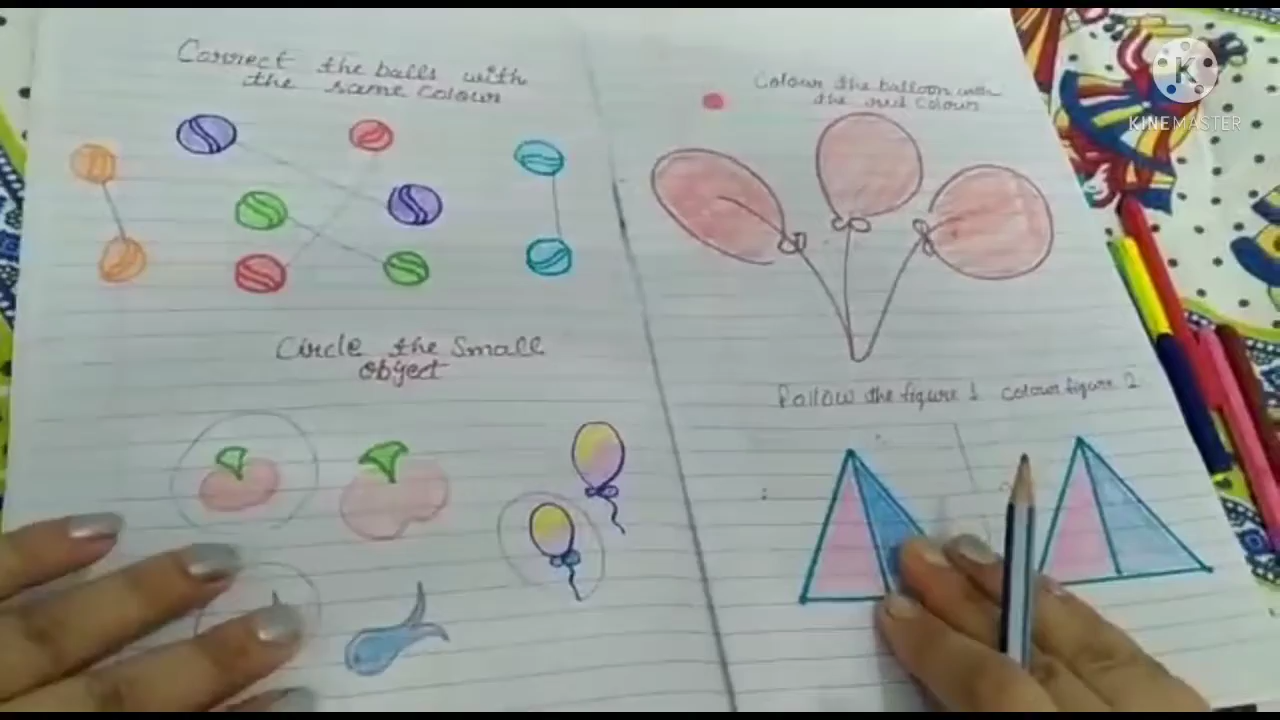 Correct the balls with
the same colour
Circle the Small
object
Colour the balloon with
the red colour
Follow the figure 1 colour figure 2
K
KINEMASTER